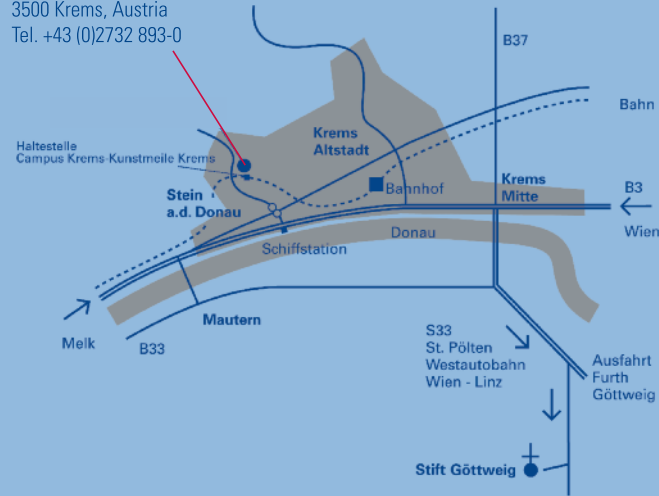 3500 Krems, Austria
Tel. +43 (0)2732 893-0
B37
Bahn
Krems
Altstadt
Haltestelle
Campus Krems-Kunstmeile Krems
Bahnhof
Krems
Mitte
B3
Wien
Stein
a.d. Donau
Donau
Schiffstation
Mautern
Melk
B33
S33
St. Pölten
Westautobahn
Wien - Linz
Ausfahrt
Furth
Göttweig
Stift Göttweig